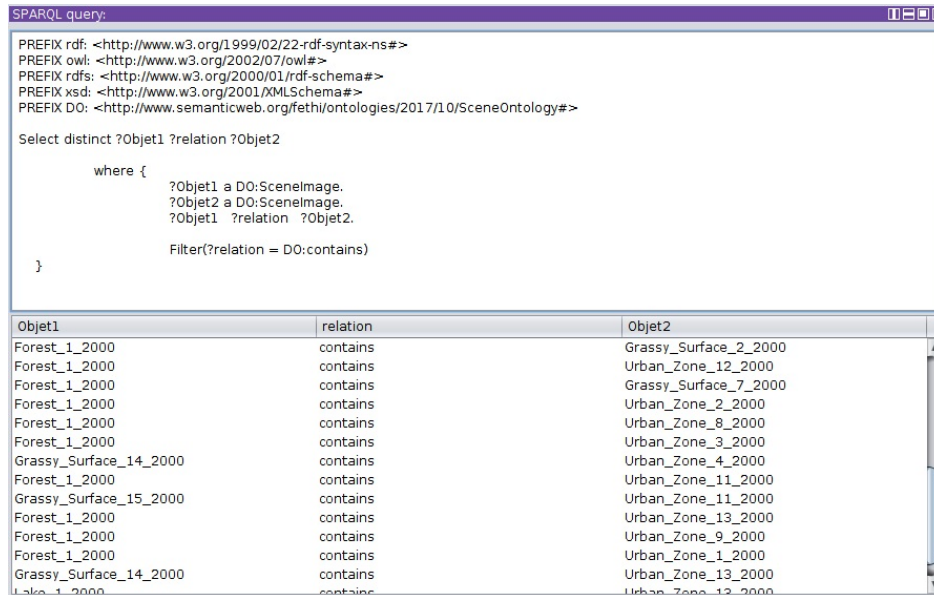 SPARQL query:
PREFIX rdf: <http://www.w3.org/1999/02/22-rdf-syntax-ns#>
PREFIX owl: <http://www.w3.org/2002/07/owl#>
PREFIX rdfs: <http://www.w3.org/2000/01/rdf-schema#>
PREFIX xsd: <http://www.w3.org/2001/XMLSchema#>
PREFIX DO: <http://www.semanticweb.org/fethi/ontologies/2017/10/SceneOntology#>
Select distinct ?Objet1 ?relation ?Objet2
where {
?Objet1 a DO:SceneImage.
?Objet2 a DO:SceneImage.
?Objet1 ?relation ?Objet2.
Filter(?relation = DO:contains)
}
Objet1 relation Objet2
Forest_1_2000 contains Grassy_Surface_2_2000
Forest_1_2000 contains Urban_Zone_12_2000
Forest_1_2000 contains Grassy_Surface_7_2000
Forest_1_2000 contains Urban_Zone_2_2000
Forest_1_2000 contains Urban_Zone_8_2000
Forest_1_2000 contains Urban_Zone_3_2000
Grassy_Surface_14_2000 contains Urban_Zone_4_2000
Forest_1_2000 contains Urban_Zone_11_2000
Grassy_Surface_15_2000 contains Urban_Zone_11_2000
Forest_1_2000 contains Urban_Zone_13_2000
Forest_1_2000 contains Urban_Zone_9_2000
Forest_1_2000 contains Urban_Zone_1_2000
Grassy_Surface_14_2000 contains Urban_Zone_13_2000
Lake_1_2000 contains Urban_Zone_13_2000